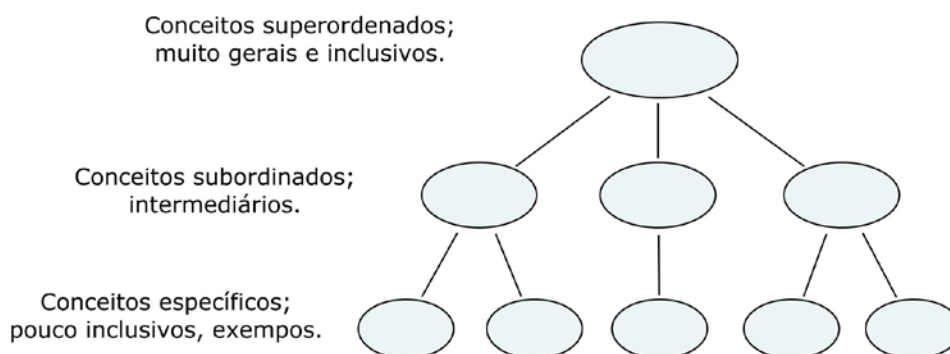 Conceitos superordenados;
muito gerais e inclusivos.
Conceitos subordinados;
intermediários.
Conceitos específicos;
pouco inclusivos, exempos.